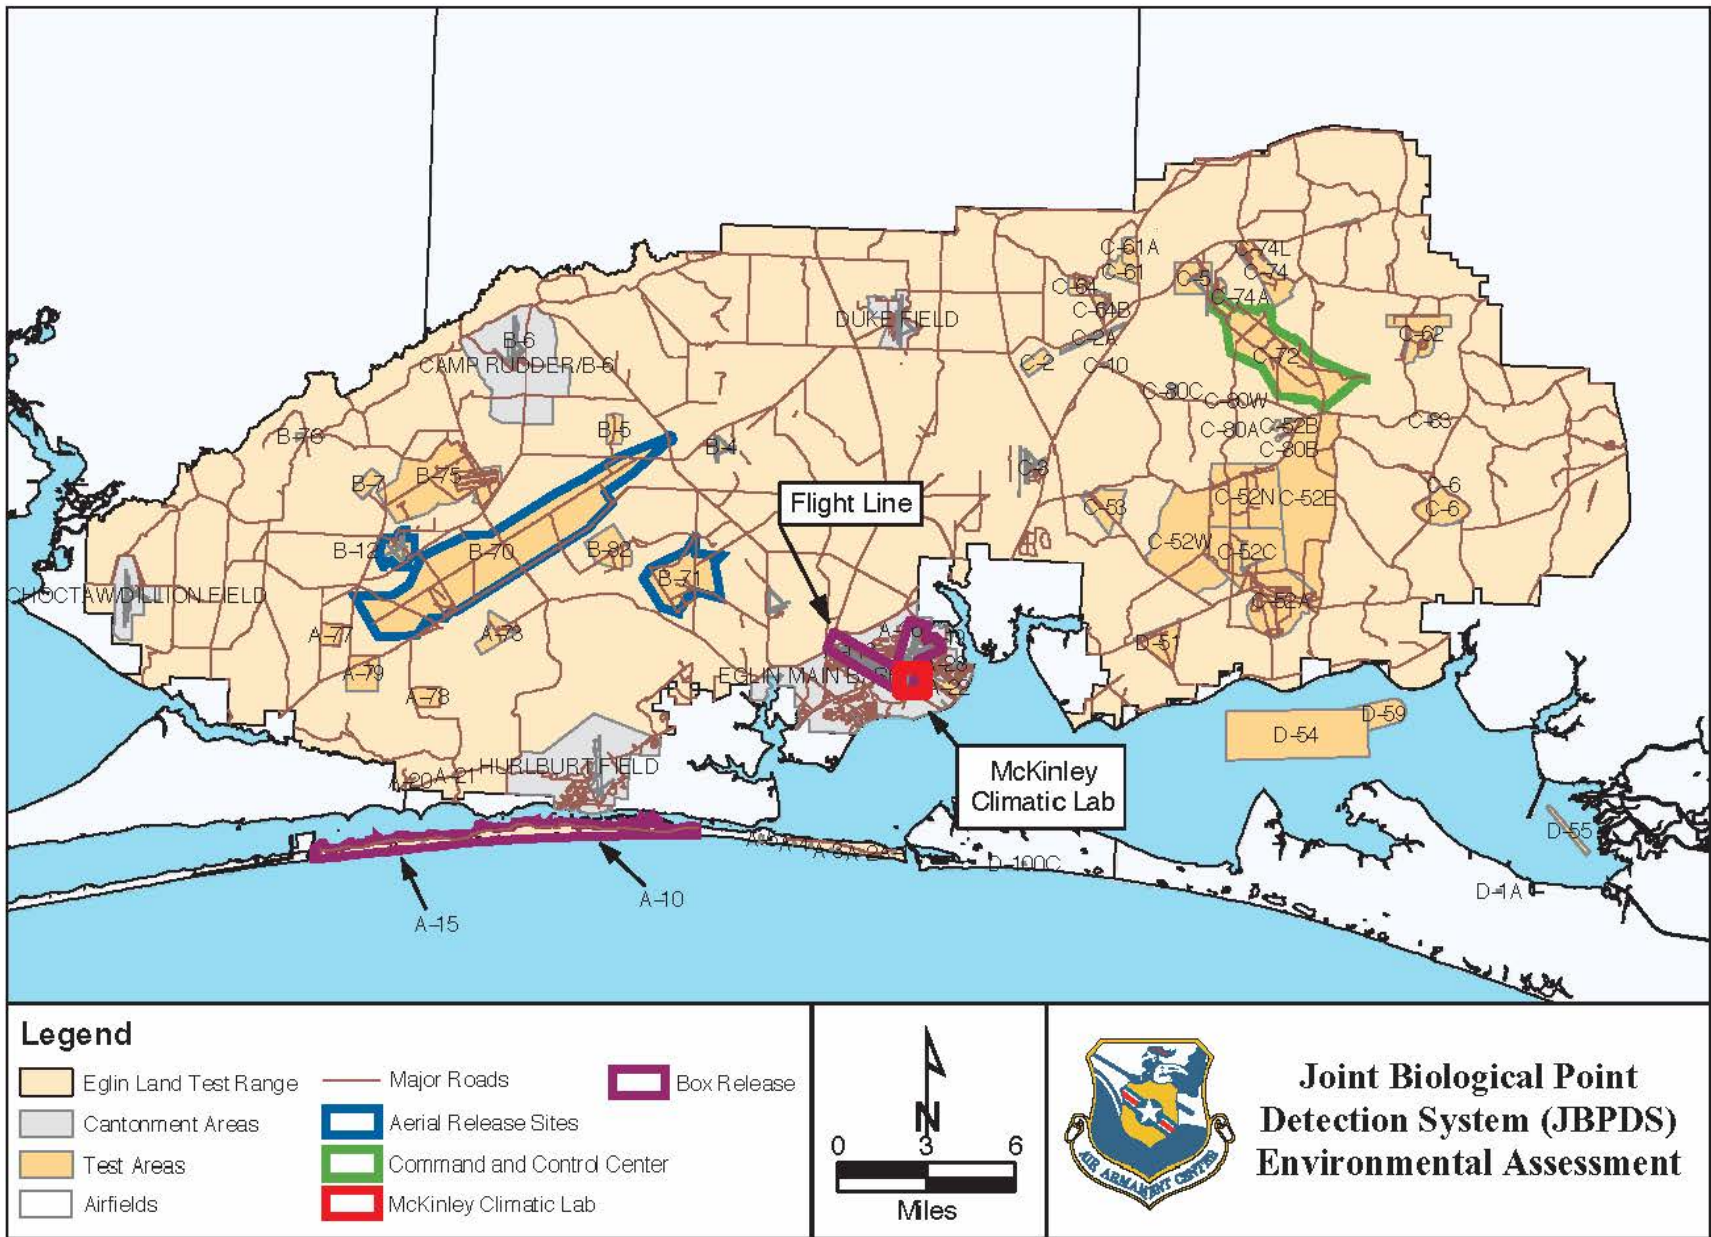 C-61A
C-74L
C-61
C-5
C-74
C-64
C-74A
C-64B
DUKE FIELD
C-62
B-6
C-2A
C-72
CAMP RUDDER/B-6
C-2
C-10
C-80C
C-80W
B-5
C-83
B-76
B-4
C-80A
C-52B
C-80B
C-3
B-75
B-7
C-6
C-52N
C-52E
Flight Line
C-53
C-6
B-12
B-70
B-82
C-52W
C-52C
B-71
CHOCTAW/DILLION FIELD
C-52A
A-77
A-73
D-51
A-79
EGLIN MAIN BA
A-22
A-78
D-59
D-54
HURLBURT FIELD
A-20
A-21
McKinley
Climatic Lab
D-55
D-100C
A-15
A-10
D-1A
Legend
Eglin Land Test Range
Cantonment Areas
Test Areas
Airfields
Major Roads
Aerial Release Sites
Command and Control Center
McKinley Climatic Lab
Box Release
N
0 3 6
Miles
AIR ARMAMENT CENTRE
Joint Biological Point
Detection System (JBPDS)
Environmental Assessment